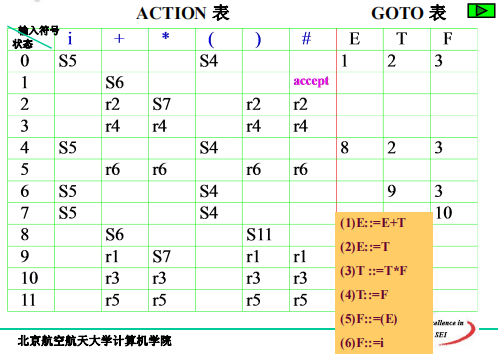 ACTION 表 GOTO 表
输入符号
状态 i + * ( ) # E T F
0 S5 S4 1 2 3
1 S6 accept
2 r2 S7 r2 r2
3 r4 r4 r4 r4
4 S5 S4 8 2 3
5 r6 r6 r6 r6
6 S5 S4 9 3
7 S5 S4 10
8 S6 S11
9 r1 S7 r1 r1
10 r3 r3 r3 r3
11 r5 r5 r5 r5
(1)E::=E+T
(2)E::=T
(3)T ::=T*F
(4)T::=F
(5)F::=(E)
(6)F::=i
北京航空航天大学计算机学院
in
SEI